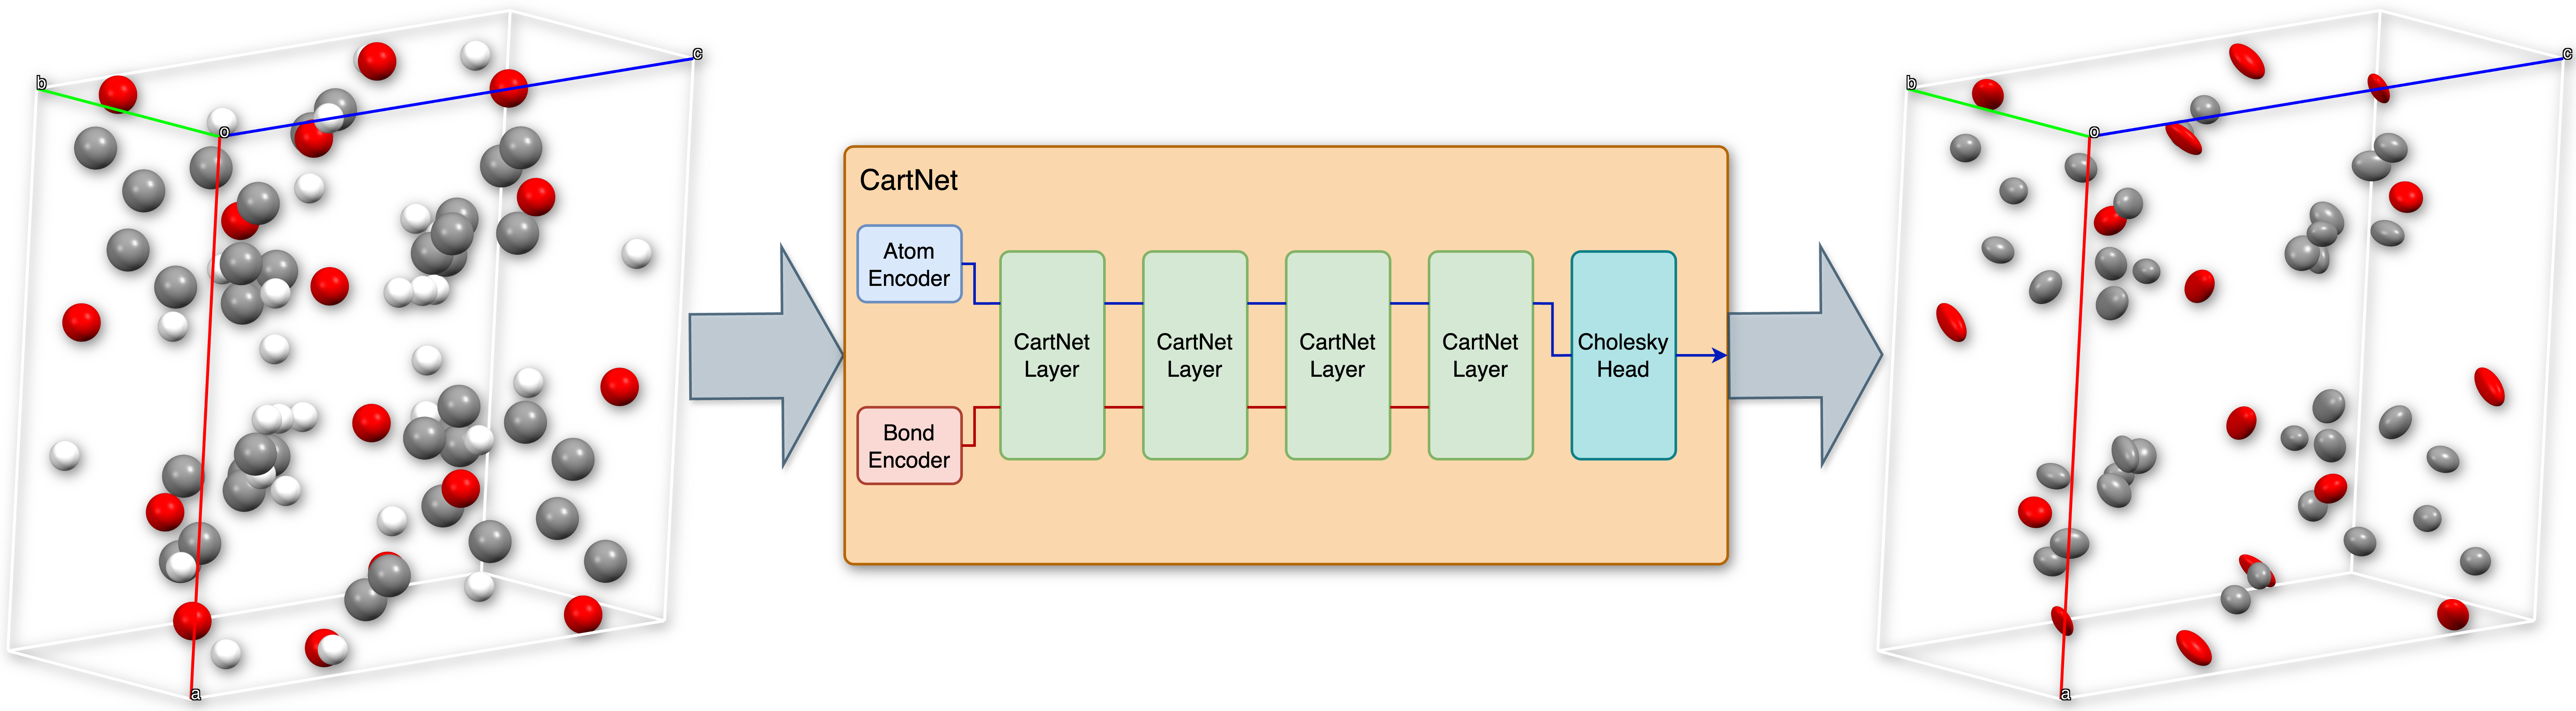 b
o
c
a
CartNet
Atom
Encoder
Bond
Encoder
CartNet
Layer
CartNet
Layer
CartNet
Layer
CartNet
Layer
Cholesky
Head
b
o
c
a